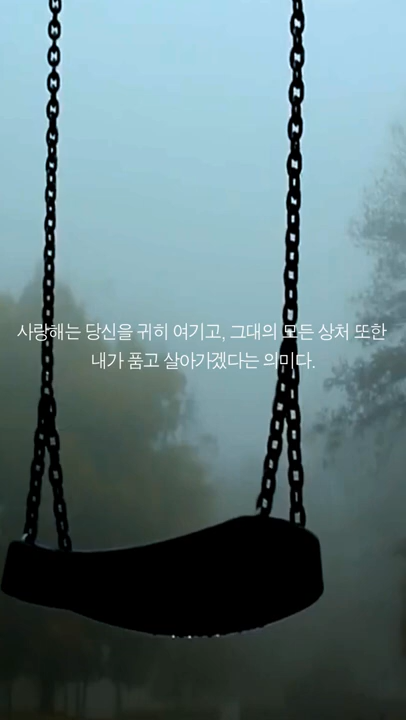 사랑해는 당신을 귀히 여기고, 그대의 모든 상처 또한
내가 품고 살아가겠다는 의미다.